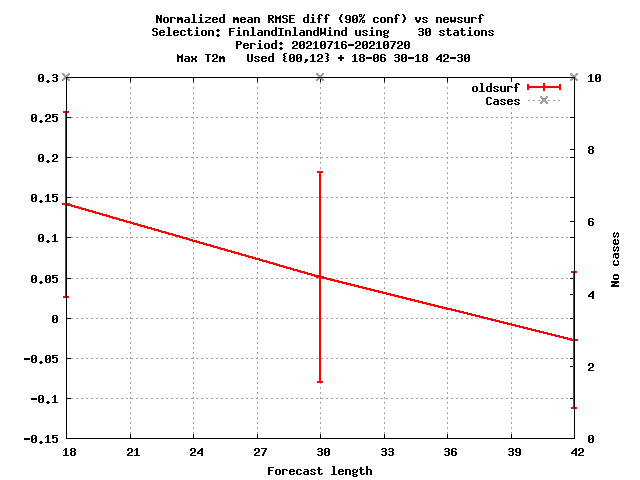 Normalized mean RMSE diff (90% conf) vs newsurf
Selection: FinlandInlandWind using    30 stations
Period: 20210716-20210720
Max T2m   Used {00,12} + 18-06 30-18 42-30
oldsurf
Cases
0.3
0.25
0.2
0.15
0.1
0.05
0
-0.05
-0.1
-0.15
10
8
6
4
2
0
No cases
18 21 24 27 30 33 36 39 42
Forecast length